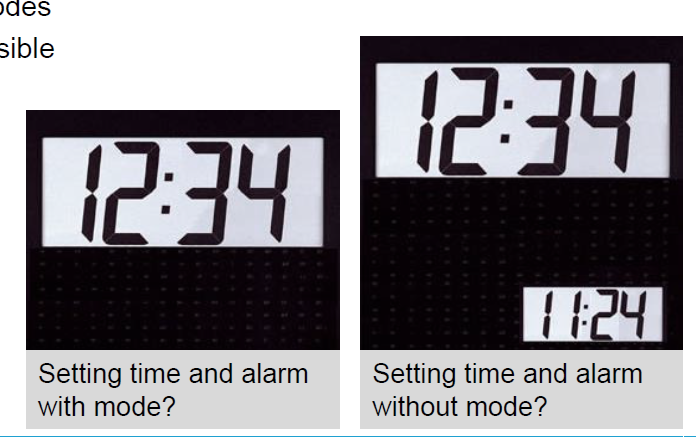 odes
sible
12:34
12:34
11:24
Setting time and alarm
with mode?
Setting time and alarm
without mode?